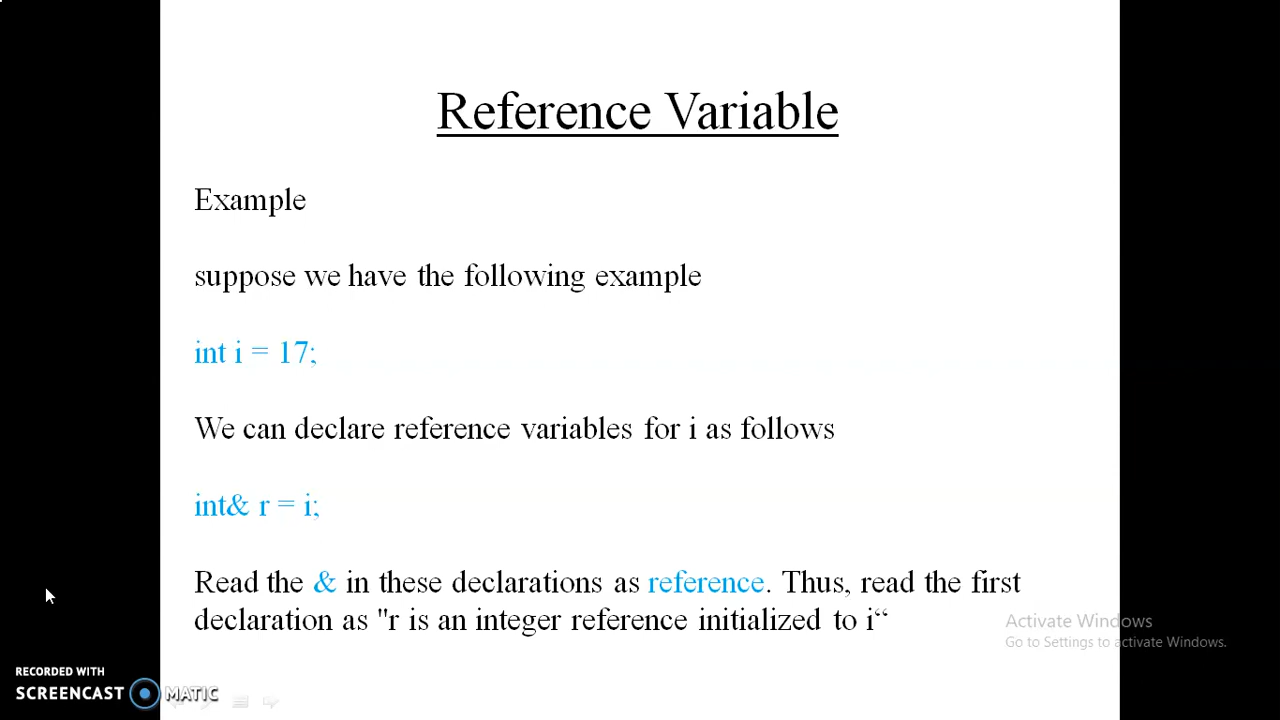 Reference Variable
Example
suppose we have the following example
int i = 17;
We can declare reference variables for i as follows
int& r = i;
Read the & in these declarations as reference. Thus, read the first
declaration as "r is an integer reference initialized to i“
Activate Windows
Go to Settings to activate Windows.
RECORDED WITH
SCREENCAST MATIC